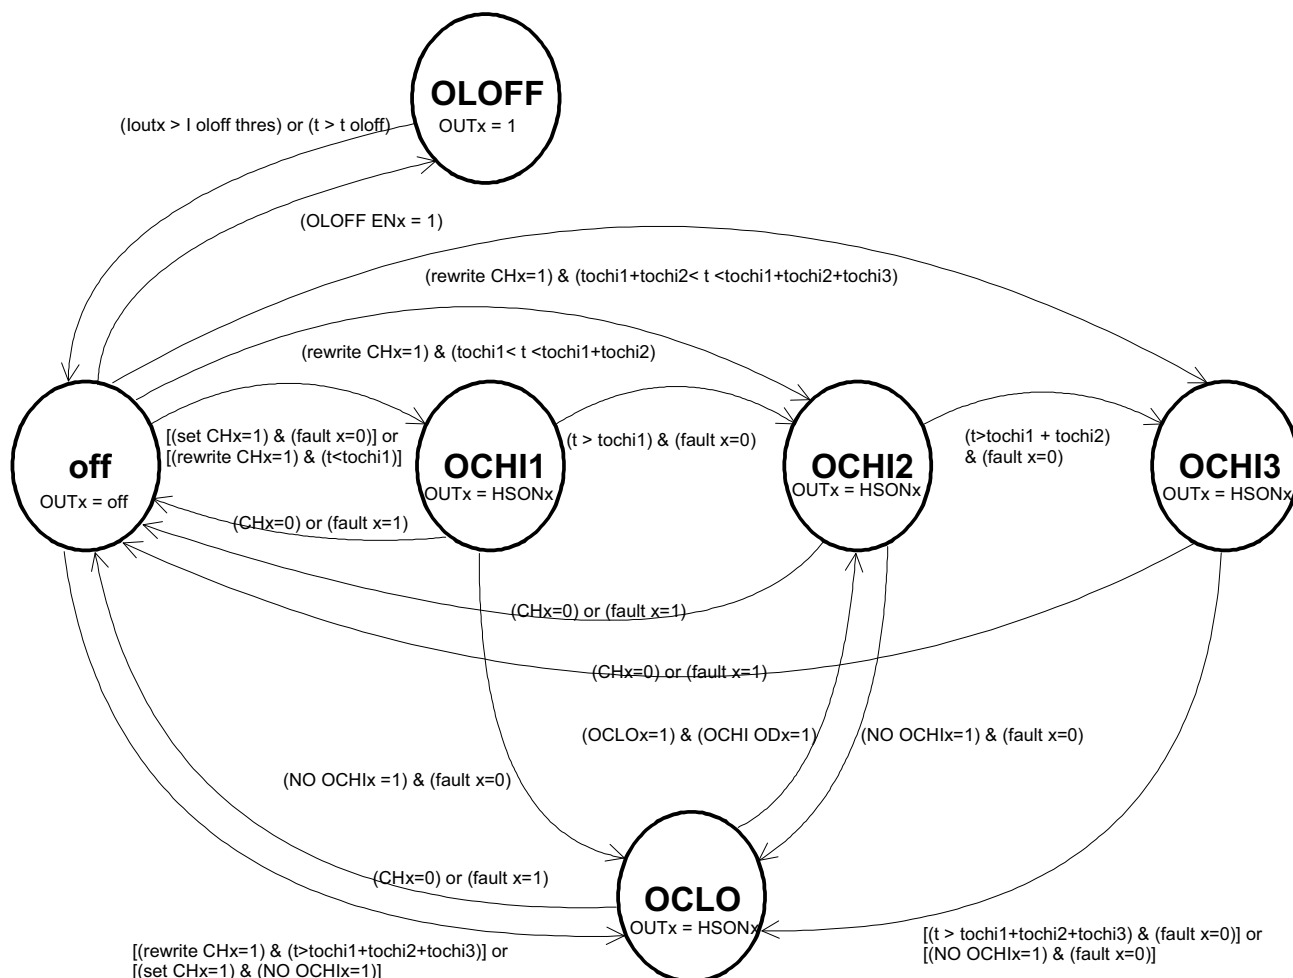 OLOFF
OUTx = 1
(Ioutx > I oloff thres) or (t > t oloff)
(OLOFF ENx = 1)
(rewrite CHx=1) & (tochi1+tochi2< t <tochi1+tochi2+tochi3)
(rewrite CHx=1) & (tochi1< t <tochi1+tochi2)
off
OUTx = off
[(set CHx=1) & (fault x=0)] or
[(rewrite CHx=1) & (t<tochi1)]
OCHI1
OUTx = HSONx
(t > tochi1) & (fault x=0)
OCHI2
OUTx = HSONx
(t>tochi1 + tochi2)
& (fault x=0)
OCHI3
OUTx = HSONx
(CHx=0) or (fault x=1)
(CHx=0) or (fault x=1)
(CHx=0) or (fault x=1)
(OCLOx=1) & (OCHI ODx=1)
(NO OCHIx=1) & (fault x=0)
(NO OCHIx =1) & (fault x=0)
(CHx=0) or (fault x=1)
OCLO
OUTx = HSONx
[(rewrite CHx=1) & (t>tochi1+tochi2+tochi3)] or
[(set CHx=1) & (NO OCHIx=1)]
[(t > tochi1+tochi2+tochi3) & (fault x=0)] or
[(NO OCHIx=1) & (fault x=0)]